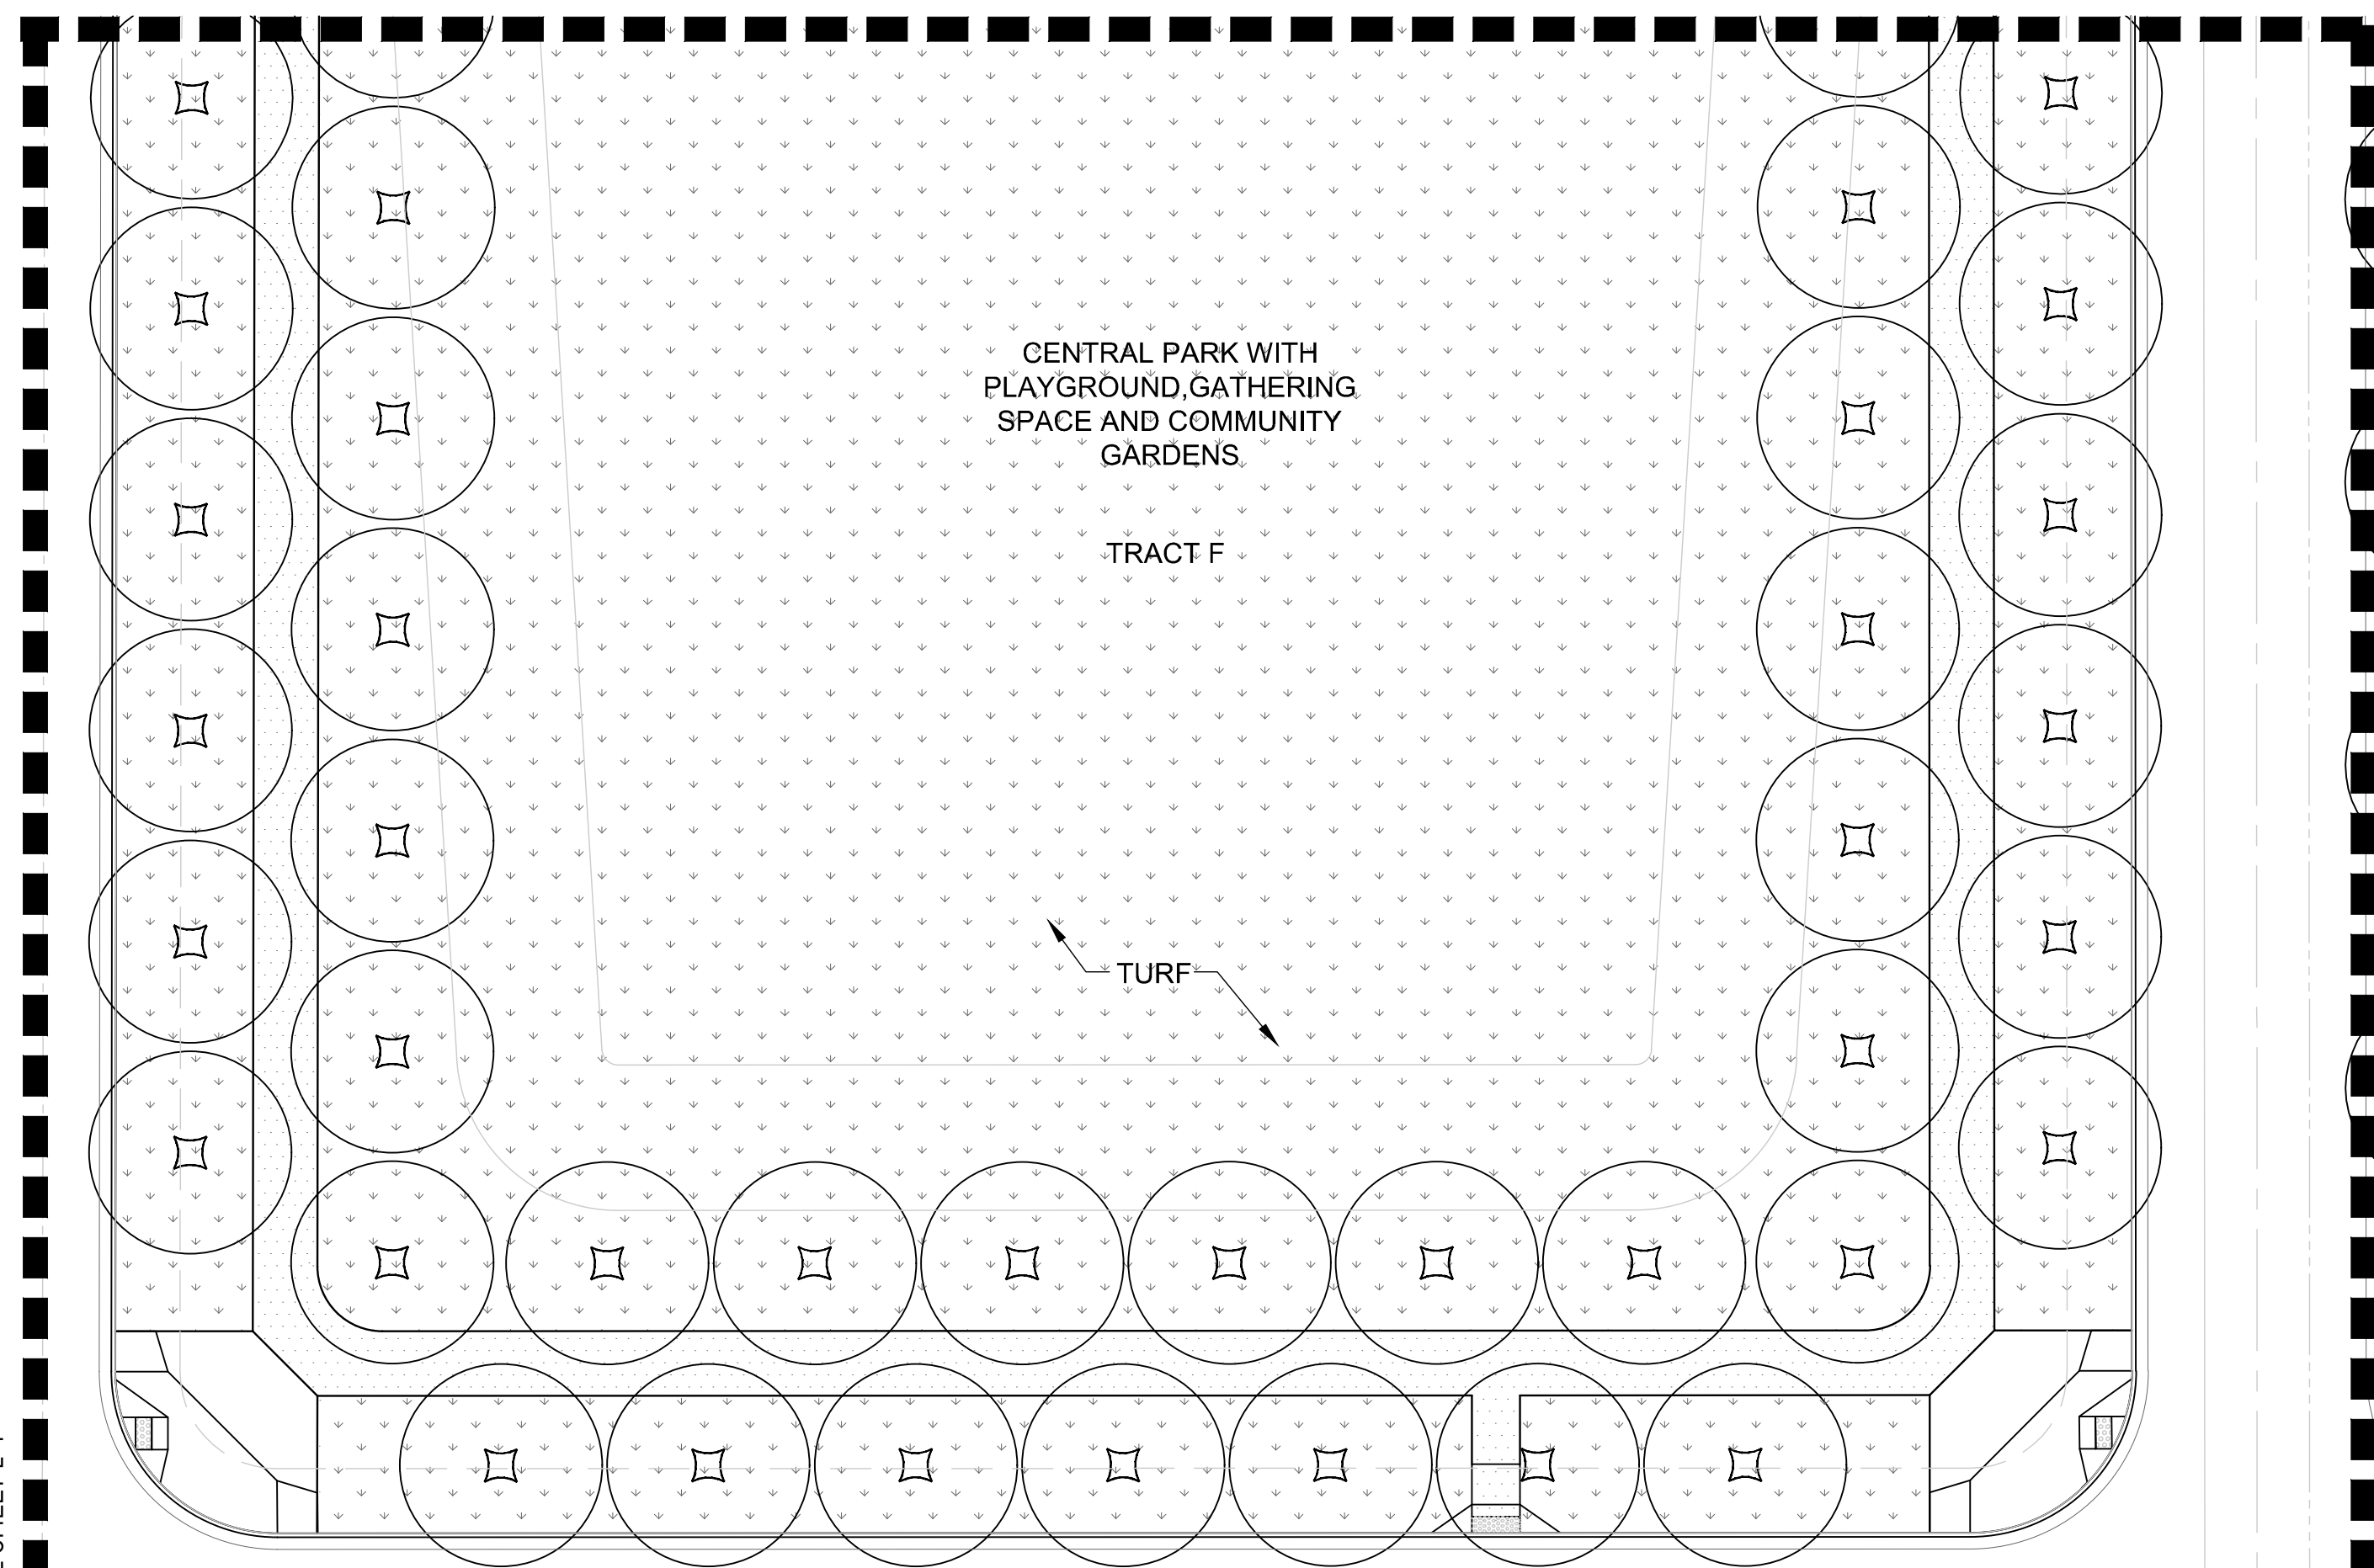 CENTRAL PARK WITH
PLAYGROUND,GATHERING
SPACE AND COMMUNITY
GARDENS
TRACT F
TURF